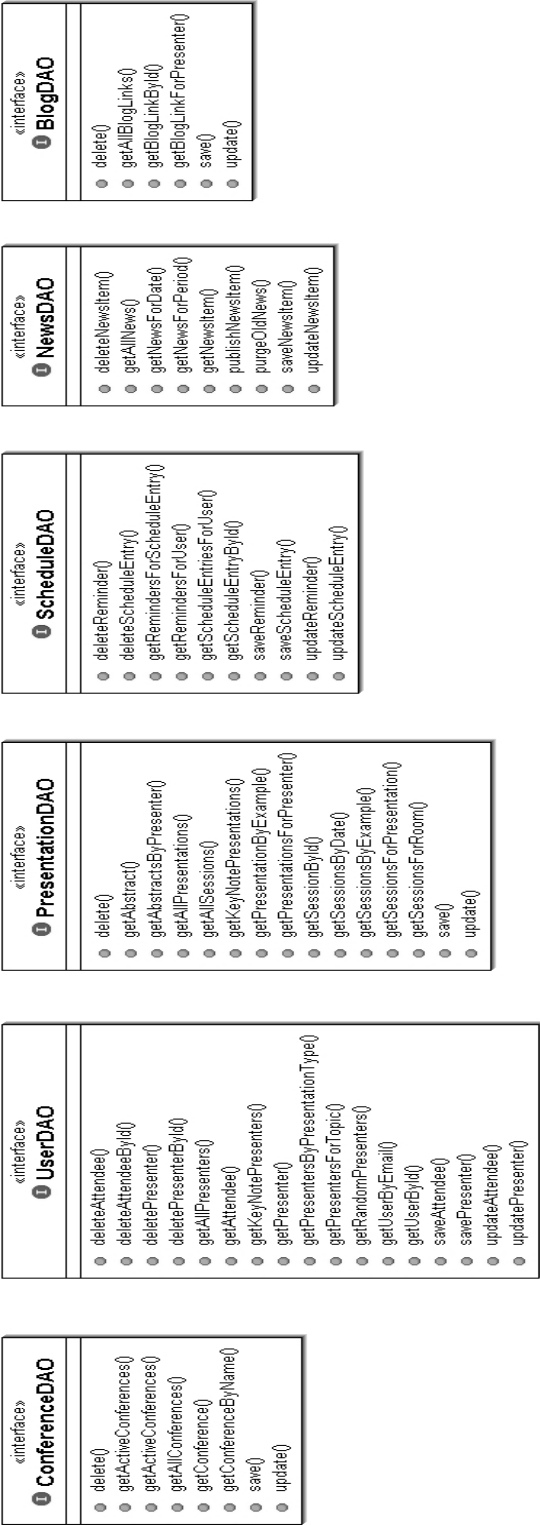 «interface»
I ConferenceDAO
delete()
getActiveConferences()
getActiveConferences()
getAllConferences()
getConference()
getConferenceByName()
save()
update()
«interface»
I UserDAO
deleteAttendee()
deleteAttendeeById()
deletePresenter()
deletePresenterById()
getAllPresenters()
getAttendee()
getKeyNotePresenters()
getPresenter()
getPresentersByPresentationType()
getPresentersForTopic()
getRandomPresenters()
getUserByEmail()
getUserById()
saveAttendee()
savePresenter()
updateAttendee()
updatePresenter()
«interface»
I PresentationDAO
delete()
getAbstract()
getAbstractsByPresenter()
getAllPresentations()
getAllSessions()
getKeyNotePresentations()
getPresentationByExample()
getPresentationsForPresenter()
getSessionById()
getSessionsByDate()
getSessionsByExample()
getSessionsForPresentation()
getSessionsForRoom()
save()
update()
«interface»
I ScheduleDAO
deleteReminder()
deleteScheduleEntry()
getRemindersForScheduleEntry()
getRemindersForUser()
getScheduleEntriesForUser()
getScheduleEntryById()
saveReminder()
saveScheduleEntry()
updateReminder()
updateScheduleEntry()
«interface»
I NewsDAO
deleteNewsItem()
getAllNews()
getNewsForDate()
getNewsForPeriod()
getNewsItem()
publishNewsItem()
purgeOldNews()
saveNewsItem()
updateNewsItem()
«interface»
I BlogDAO
delete()
getAllBlogLinks()
getBlogLinkById()
getBlogLinkForPresenter()
save()
update()